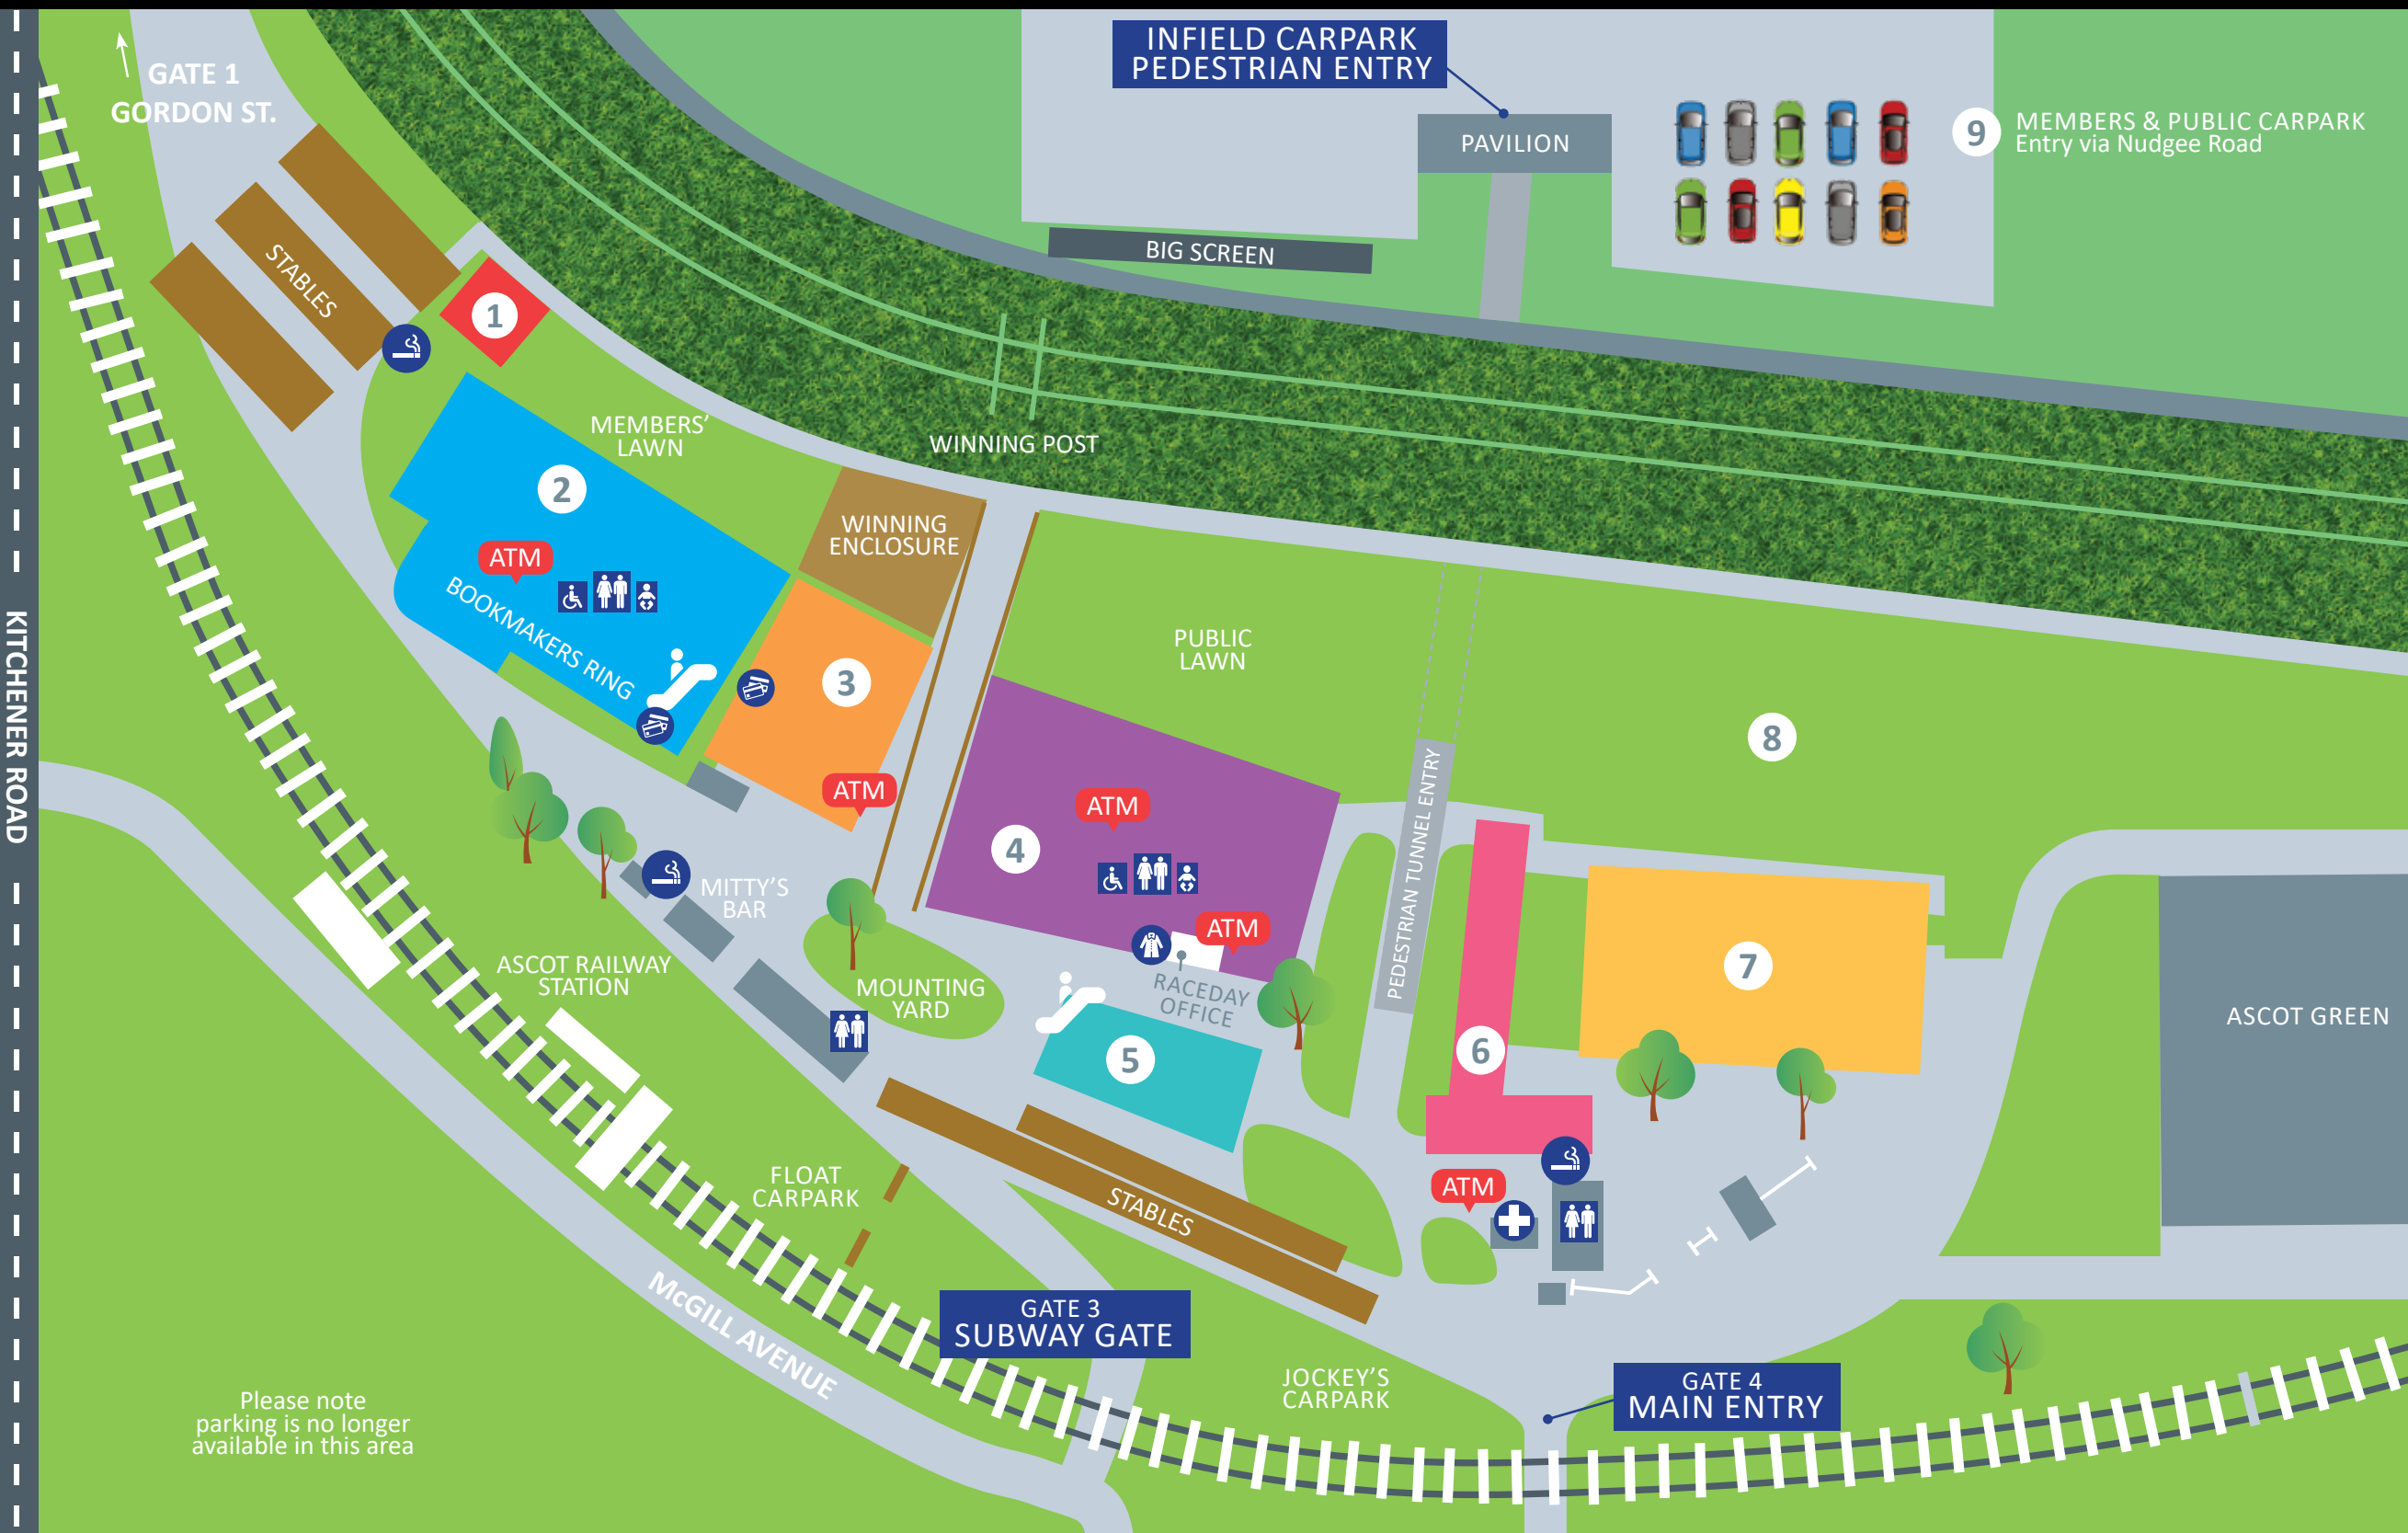 INFIELD CARPARK
PEDESTRIAN ENTRY
GATE 1
GORDON ST.
PAVILION
9
MEMBERS & PUBLIC CARPARK
Entry via Nudgee Road
BIG SCREEN
STABLES
1
MEMBERS'
LAWN
WINNING POST
2
WINNING
ENCLOSURE
ATM
BOOKMAKERS RING
KITCHENER ROAD
PUBLIC
LAWN
3
8
ATM
ATM
4
PEDESTRIAN TUNNEL ENTRY
MITTY'S
BAR
ATM
7
ASCOT RAILWAY
STATION
MOUNTING
YARD
RACEDAY
OFFICE
ASCOT GREEN
5
6
FLOAT
CARPARK
STABLES
ATM
McGILL AVENUE
GATE 3
SUBWAY GATE
JOCKEY'S
CARPARK
GATE 4
MAIN ENTRY
Please note
parking is no longer
available in this area